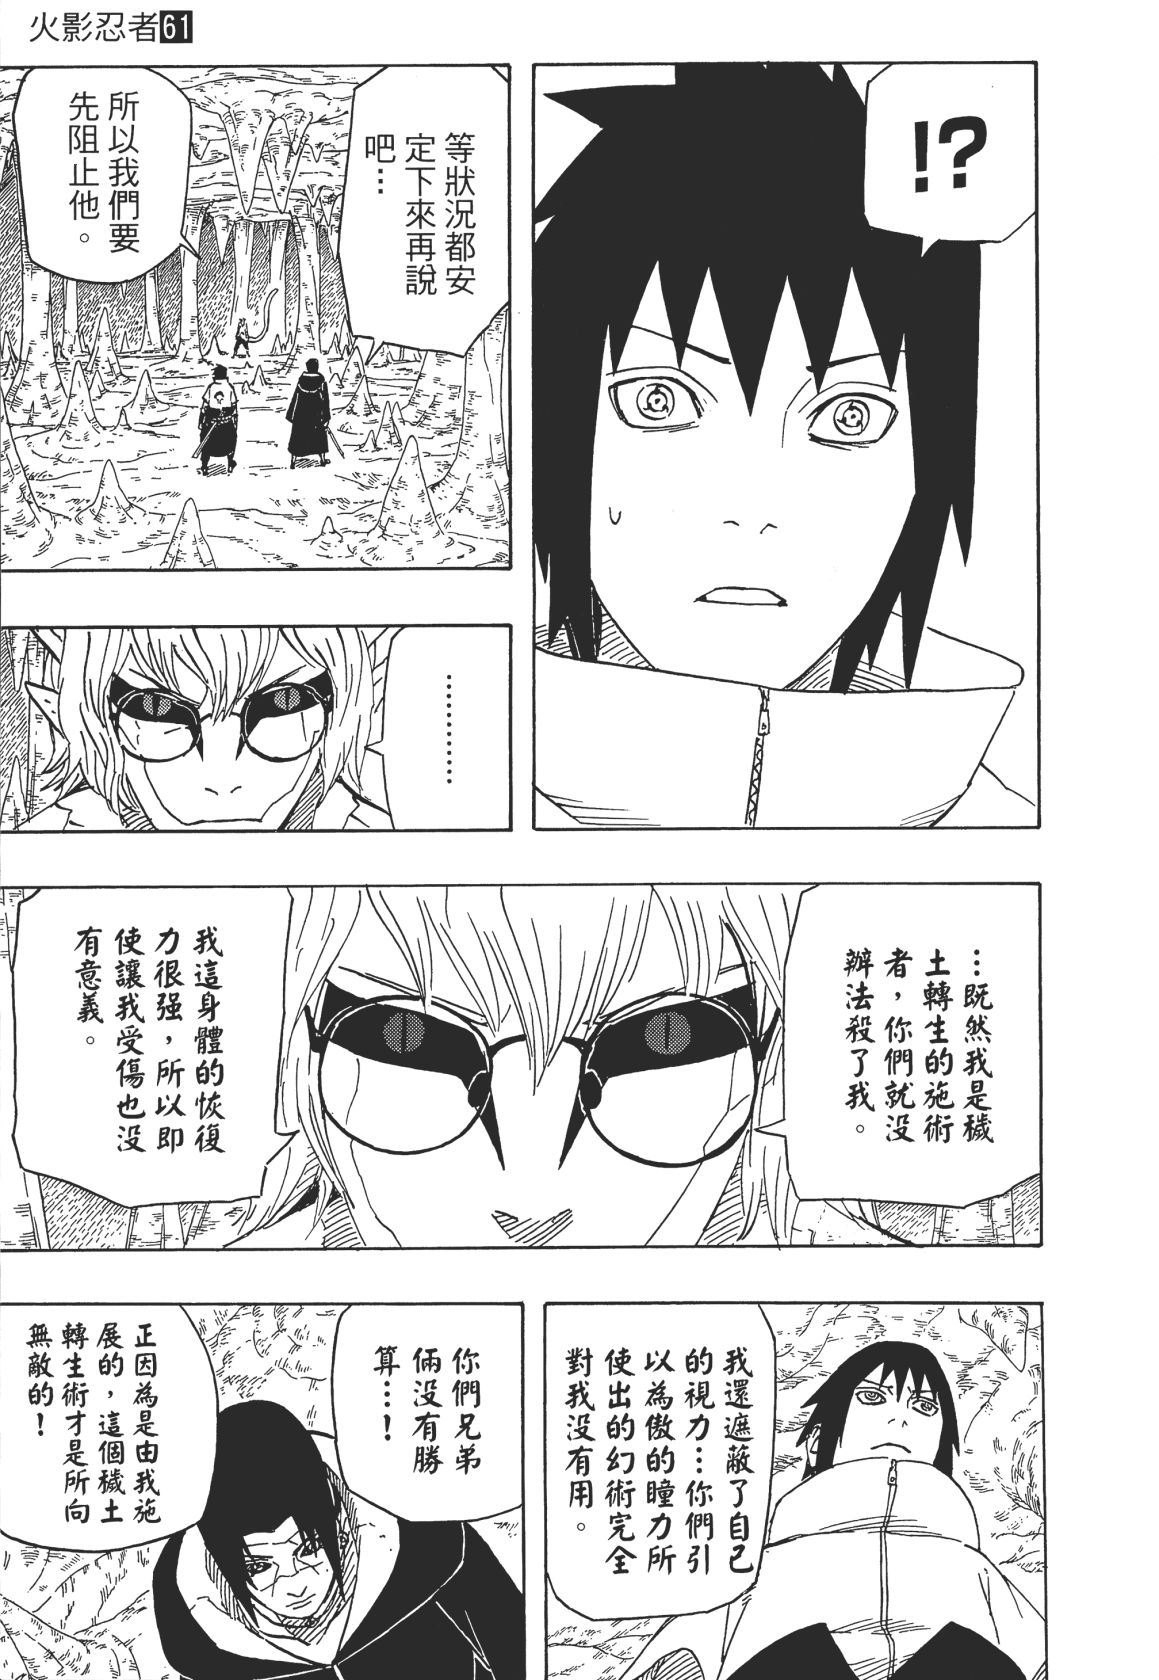 火影忍者61
!?
等狀況都安
定下來再說
吧…
所以我們要
先阻止他。
………
…既然我是穢
土轉生的施術
者，你們就没
辦法殺了我。
我這身體的恢復
力很强，所以即
使讓我受傷也没
有意義。
我還遮蔽了自己
的視力…你們引
以為傲的瞳力所
使出的幻術完全
對我没有用。
你們兄弟
倆没有勝
算…！
正因為是由我施
展的，這個穢土
轉生術才是所向
無敵的！